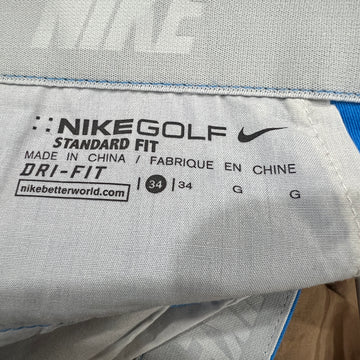 NIKE
NIKEGOLF
STANDARD FIT
MADE IN CHINA / FABRIQUE EN CHINE
DRI-FIT
nikebetterworld.com | 34 | 34 G G